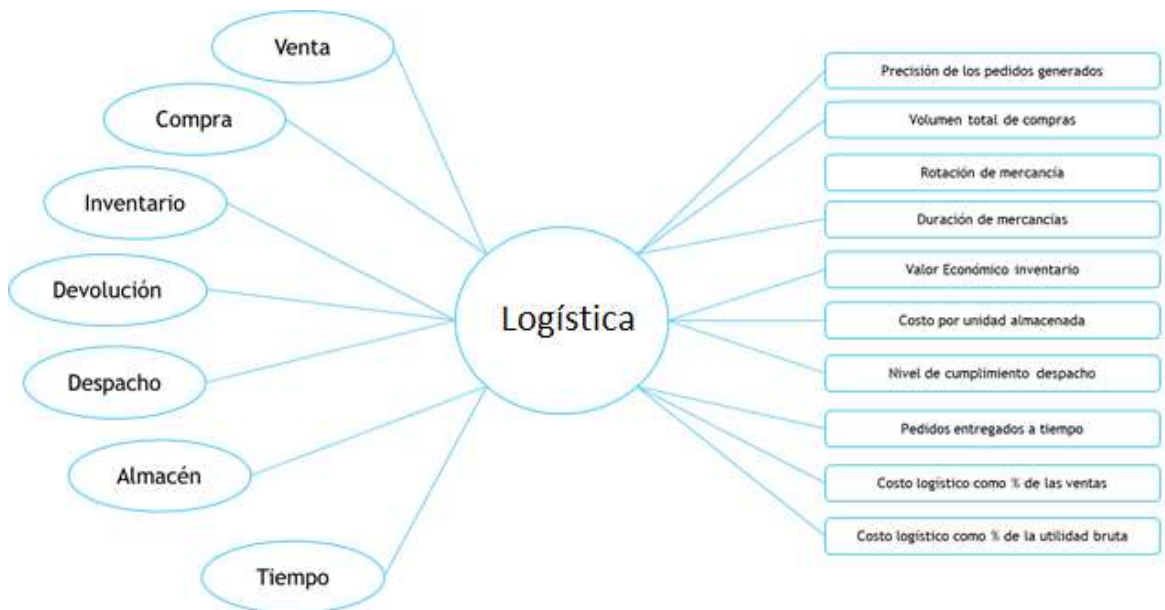 Venta
Compra
Inventario
Devolución
Despacho
Almacén
Tiempo
Logística
Precisión de los pedidos generados
Volumen total de compras
Rotación de mercancía
Duración de mercancías
Valor Económico inventario
Costo por unidad almacenada
Nivel de cumplimiento despacho
Pedidos entregados a tiempo
Costo logístico como % de las ventas
Costo logístico como % de la utilidad bruta